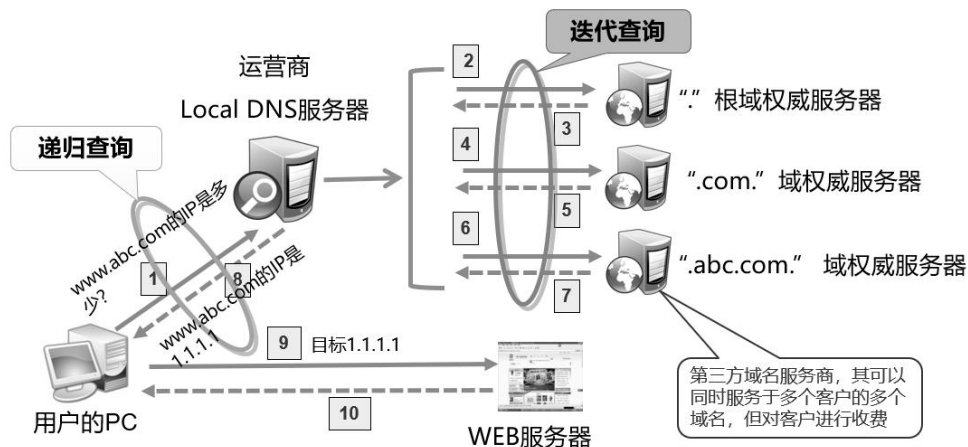 迭代查询
运营商
Local DNS服务器
递归查询
2
3
“.” 根域权威服务器
4
5
“.com.” 域权威服务器
6
7
“.abc.com.” 域权威服务器
www.abc.com的IP是多
少?
1
8
www.abc.com的IP是
1.1.1.1
9 目标1.1.1.1
10
用户的PC
WEB服务器
第三方域名服务商，其可以
同时服务于多个客户的多个
域名，但对客户进行收费